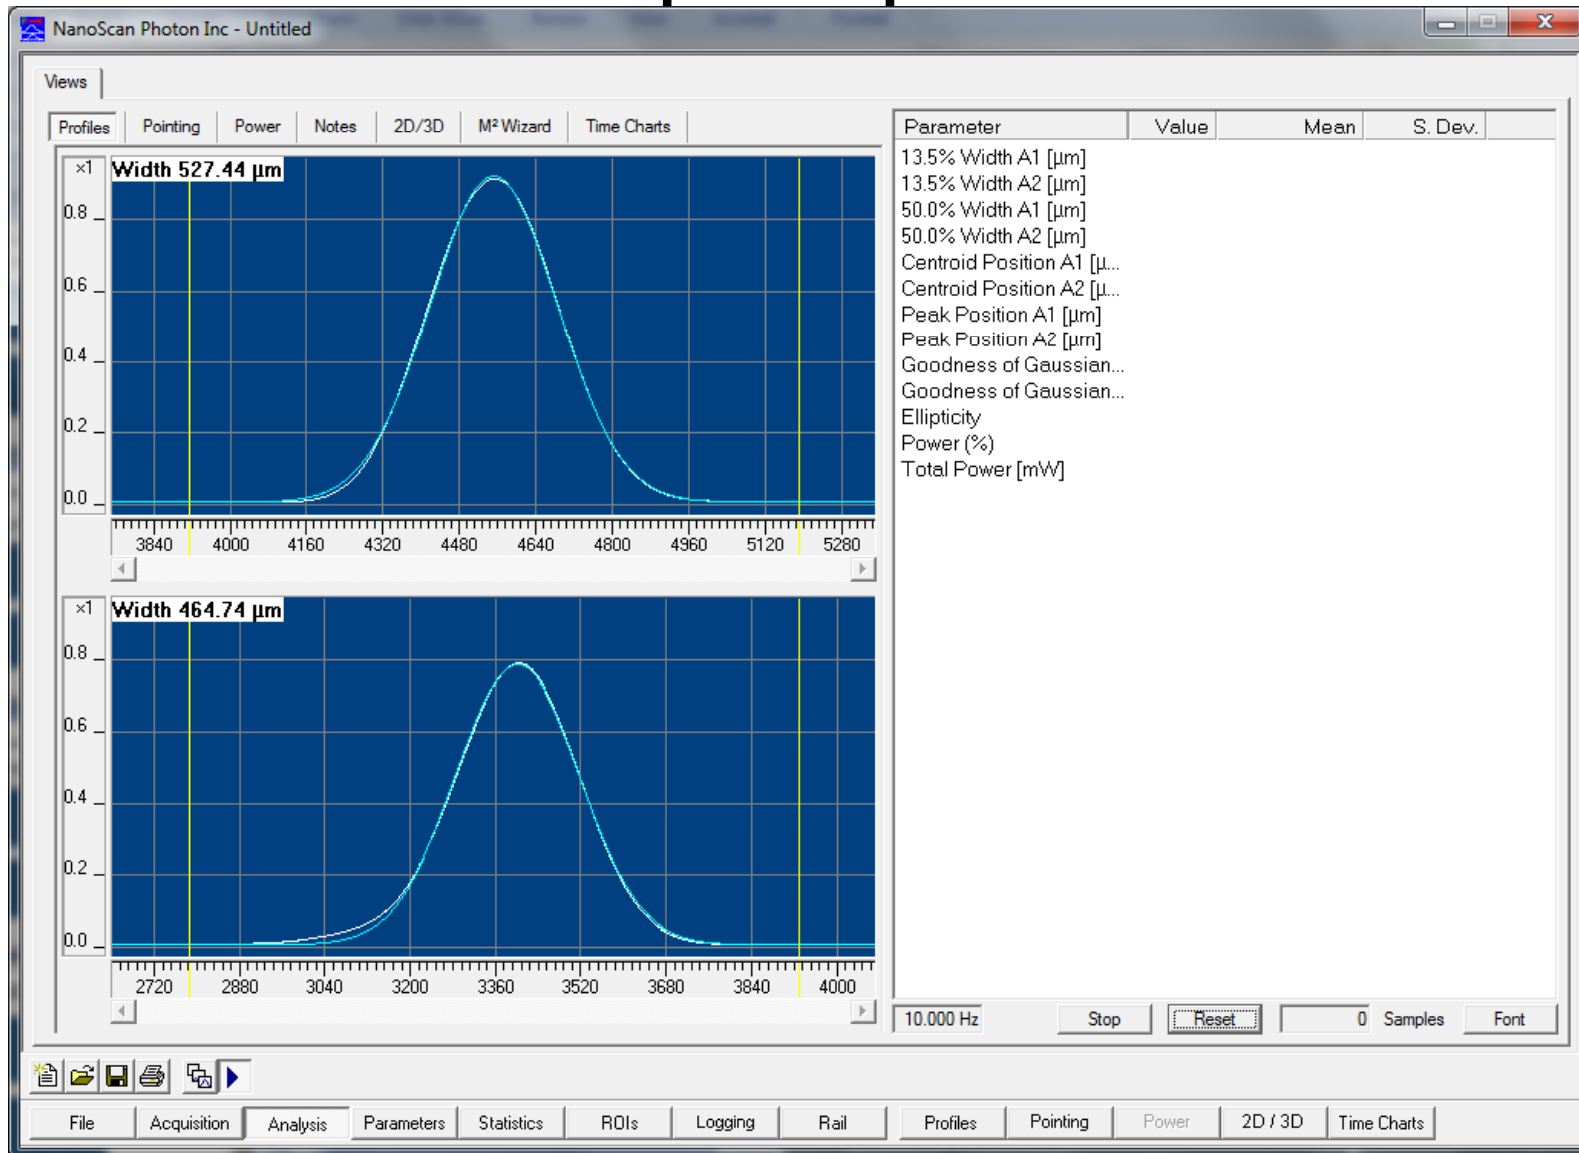 NanoScan Photon Inc - Untitled
Views
Profiles Pointing Power Notes 2D/3D M² Wizard Time Charts
×1 Width 527.44 µm
0.8
0.6
0.4
0.2
0.0
3840 4000 4160 4320 4480 4640 4800 4960 5120 5280
×1 Width 464.74 µm
0.8
0.6
0.4
0.2
0.0
2720 2880 3040 3200 3360 3520 3680 3840 4000
Parameter Value Mean S. Dev.
13.5% Width A1 [µm]
13.5% Width A2 [µm]
50.0% Width A1 [µm]
50.0% Width A2 [µm]
Centroid Position A1 [µ...
Centroid Position A2 [µ...
Peak Position A1 [µm]
Peak Position A2 [µm]
Goodness of Gaussian...
Goodness of Gaussian...
Ellipticity
Power (%)
Total Power [mW]
10.000 Hz Stop Reset 0 Samples Font
File Acquisition Analysis Parameters Statistics ROIs Logging Rail Profiles Pointing Power 2D / 3D Time Charts